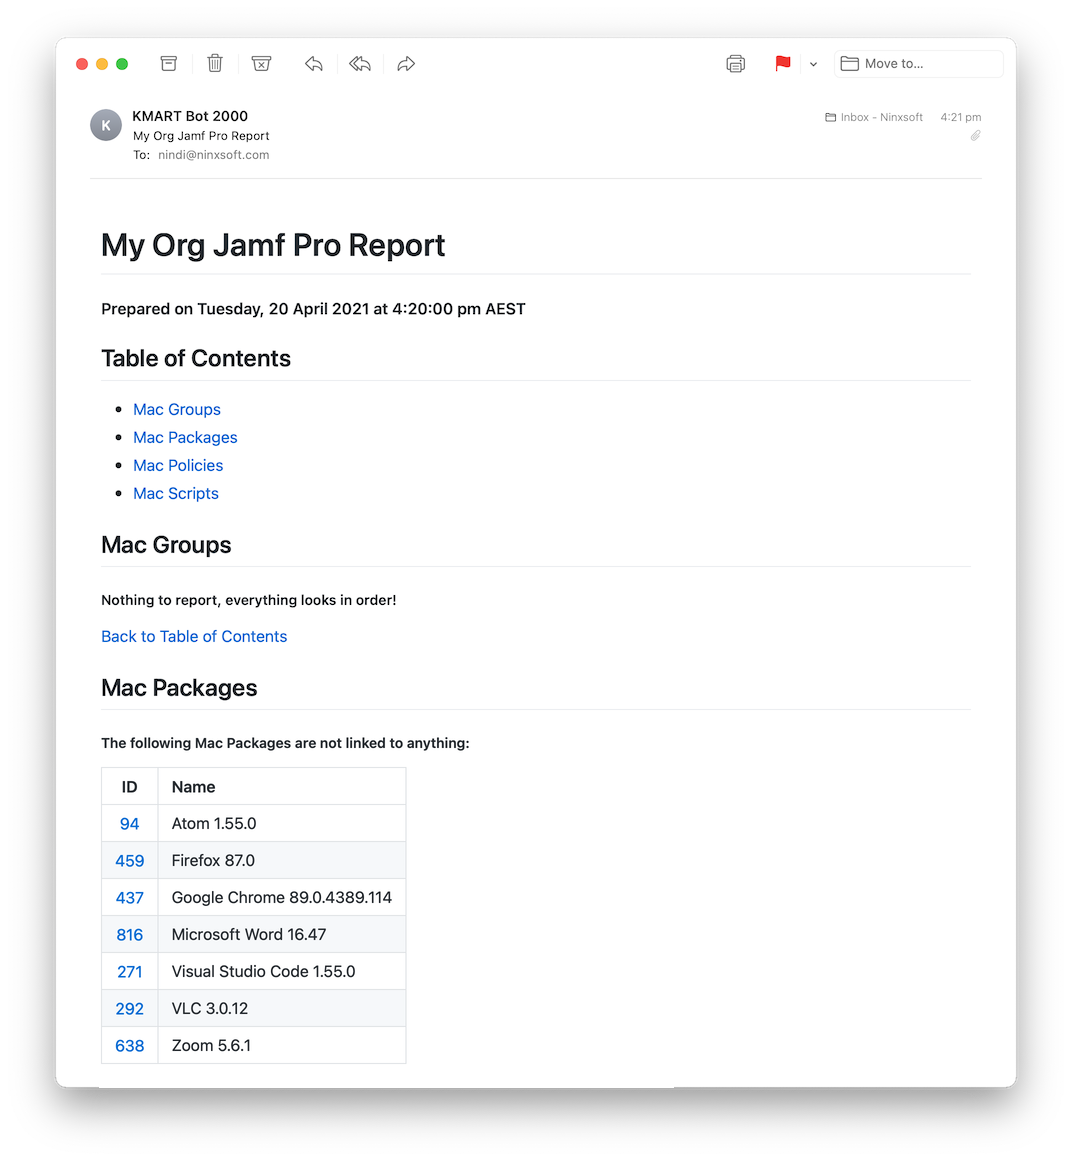 Move to...
K
KMART Bot 2000
Inbox - Ninxsoft 4:21 pm
My Org Jamf Pro Report
To: nindi@ninxsoft.com
My Org Jamf Pro Report
Prepared on Tuesday, 20 April 2021 at 4:20:00 pm AEST
Table of Contents
Mac Groups
Mac Packages
Mac Policies
Mac Scripts
Mac Groups
Nothing to report, everything looks in order!
Back to Table of Contents
Mac Packages
The following Mac Packages are not linked to anything:
ID Name
94 Atom 1.55.0
459 Firefox 87.0
437 Google Chrome 89.0.4389.114
816 Microsoft Word 16.47
271 Visual Studio Code 1.55.0
292 VLC 3.0.12
638 Zoom 5.6.1